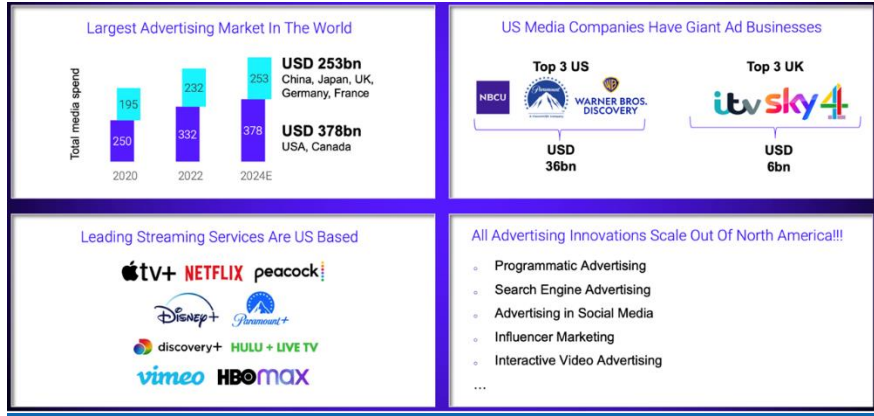 Largest Advertising Market In The World
Total media spend
195
250
2020
232
332
2022
253
378
2024E
USD 253bn
China, Japan, UK,
Germany, France
USD 378bn
USA, Canada
US Media Companies Have Giant Ad Businesses
Top 3 US
NBCU
Paramount
WARNER BROS.
DISCOVERY
USD
36bn
Top 3 UK
itv sky 4
USD
6bn
Leading Streaming Services Are US Based
tv+ NETFLIX peacock
Disney+ Paramount+
discovery+ HULU + LIVE TV
vimeo HBOmax
All Advertising Innovations Scale Out Of North America!!!
Programmatic Advertising
Search Engine Advertising
Advertising in Social Media
Influencer Marketing
Interactive Video Advertising
...